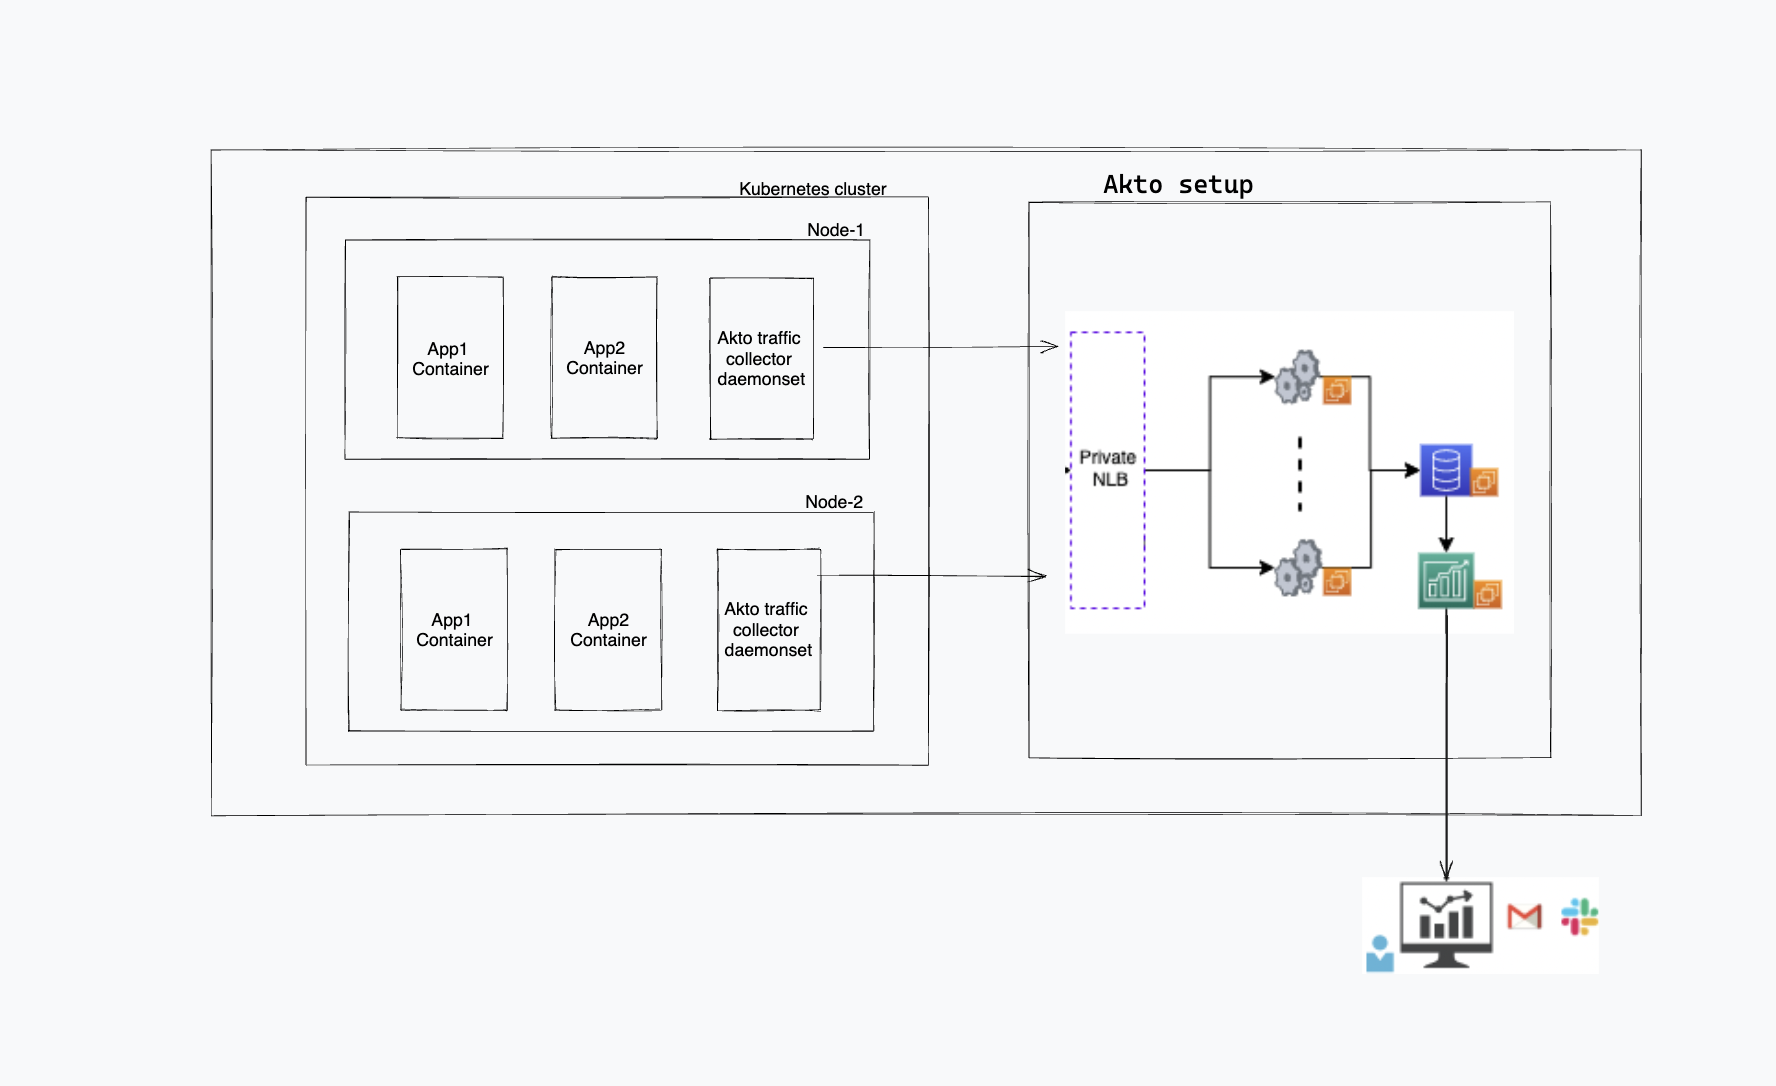 Kubernetes cluster
Node-1
App1
Container
App2
Container
Akto traffic
collector
daemonset
Node-2
App1
Container
App2
Container
Akto traffic
collector
daemonset
Akto setup
Private
NLB